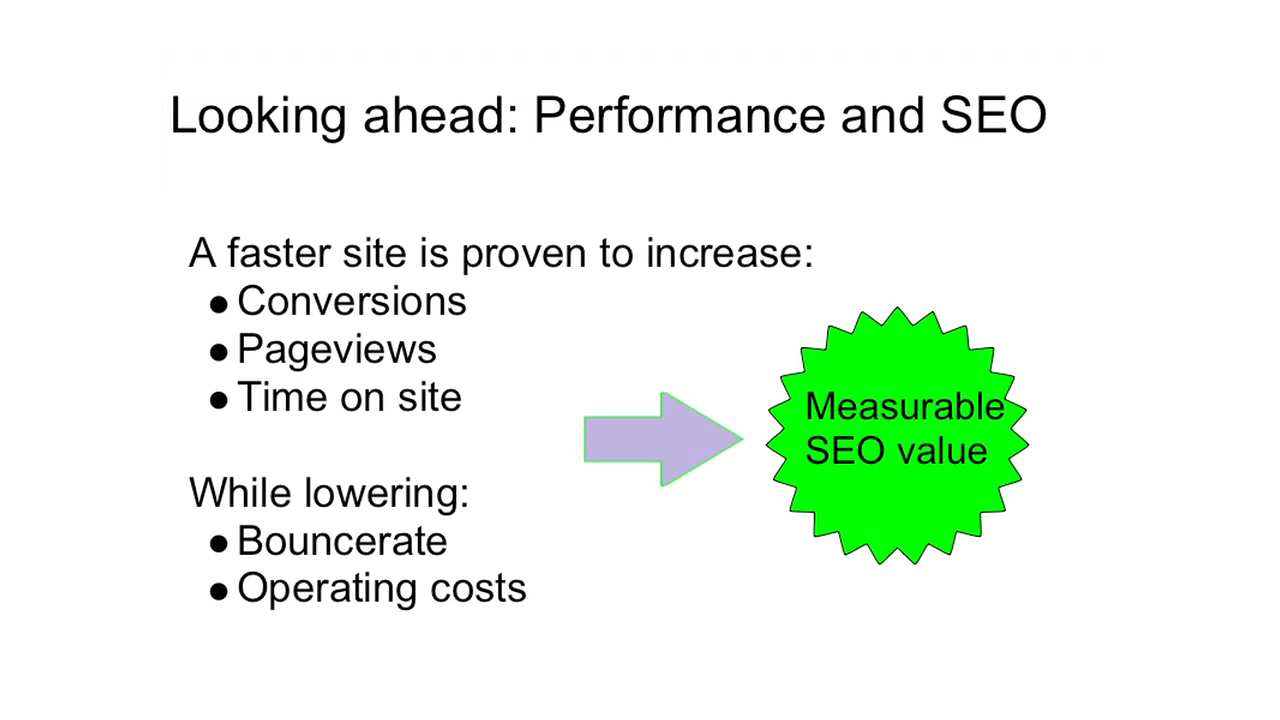 Looking ahead: Performance and SEO
A faster site is proven to increase:
● Conversions
● Pageviews
● Time on site
While lowering:
● Bouncerate
● Operating costs
Measurable
SEO value